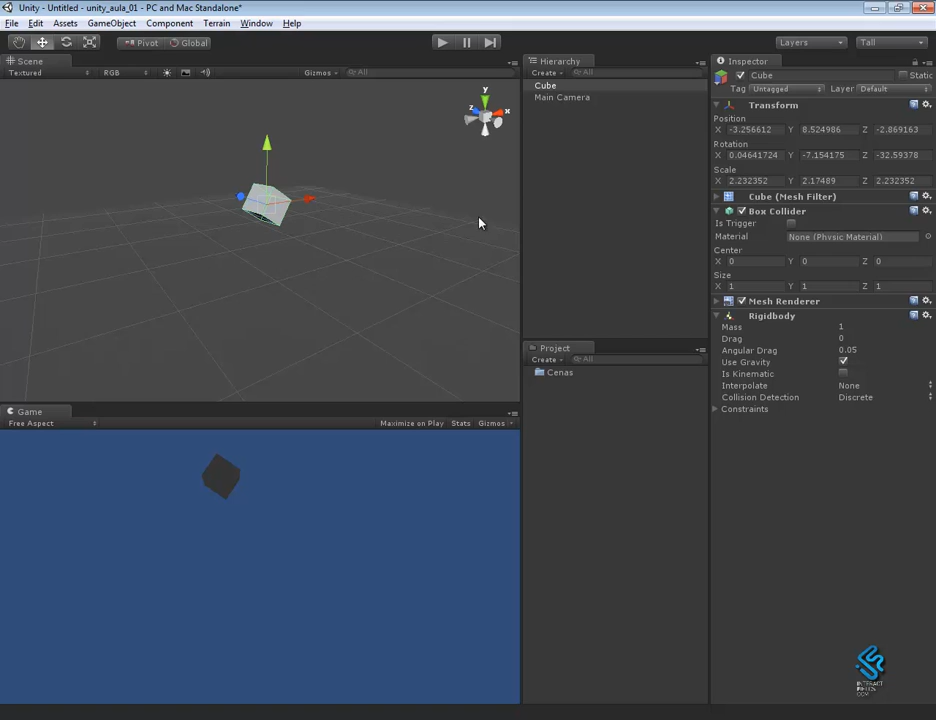 Unity - Untitled - unity_aula_01 - PC and Mac Standalone*
File Edit Assets GameObject Component Terrain Window Help
Pivot Global Layers Tall
Scene
Textured RGB Gizmos All
Hierarchy
Create All
Cube
Main Camera
Project
Create All
Cenas
Game
Free Aspect Maximize on Play Stats Gizmos
Inspector
Cube Static
Tag Untagged Layer Default
Transform
Position
X -3.256612 Y 8.524986 Z -2.869163
Rotation
X 0.04641724 Y -7.154175 Z -32.59378
Scale
X 2.232352 Y 2.17489 Z 2.232352
Cube (Mesh Filter)
Box Collider
Is Trigger
Material None (Physic Material)
Center
X 0 Y 0 Z 0
Size
X 1 Y 1 Z 1
Mesh Renderer
Rigidbody
Mass 1
Drag 0
Angular Drag 0.05
Use Gravity
Is Kinematic
Interpolate None
Collision Detection Discrete
Constraints
y
x
z
INTERACT
FIELDS
.COM